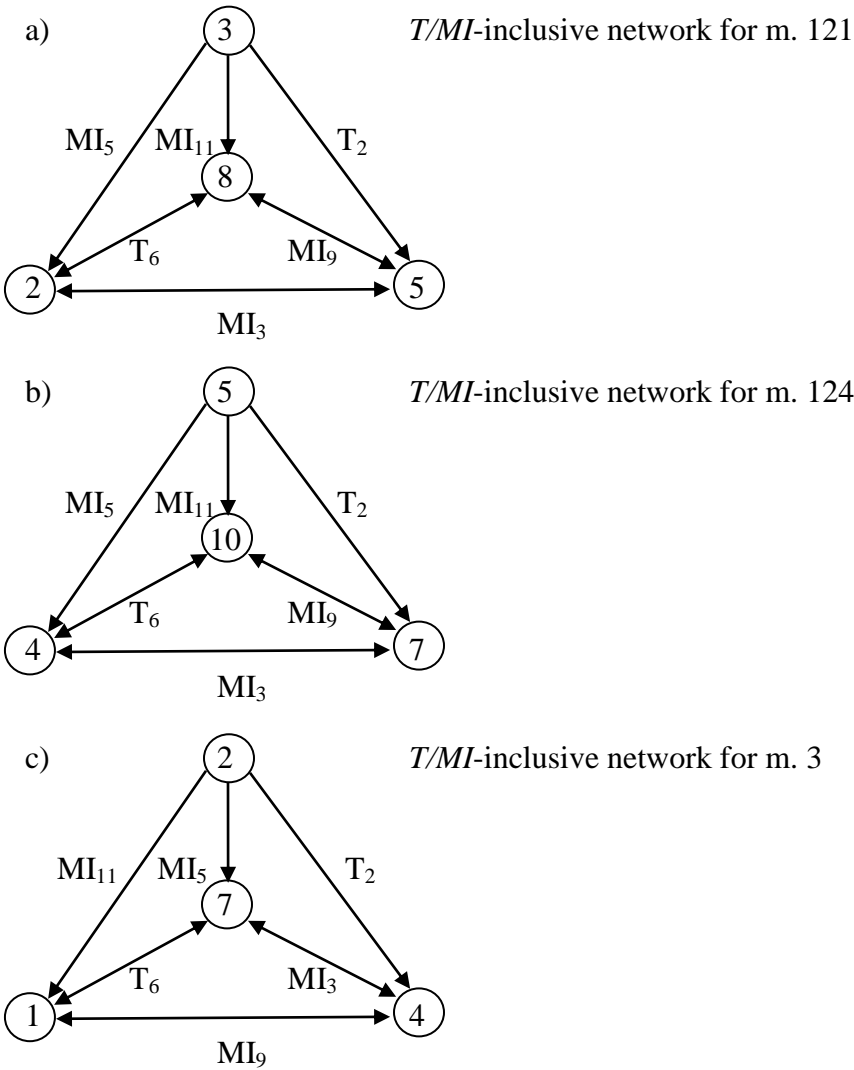 a) 3 T/MI-inclusive network for m. 121
MI₅ MI₁₁ T₂
8
T₆ MI₉
2 5
MI₃
b) 5 T/MI-inclusive network for m. 124
MI₅ MI₁₁ T₂
10
T₆ MI₉
4 7
MI₃
c) 2 T/MI-inclusive network for m. 3
MI₁₁ MI₅ T₂
7
T₆ MI₃
1 4
MI₉